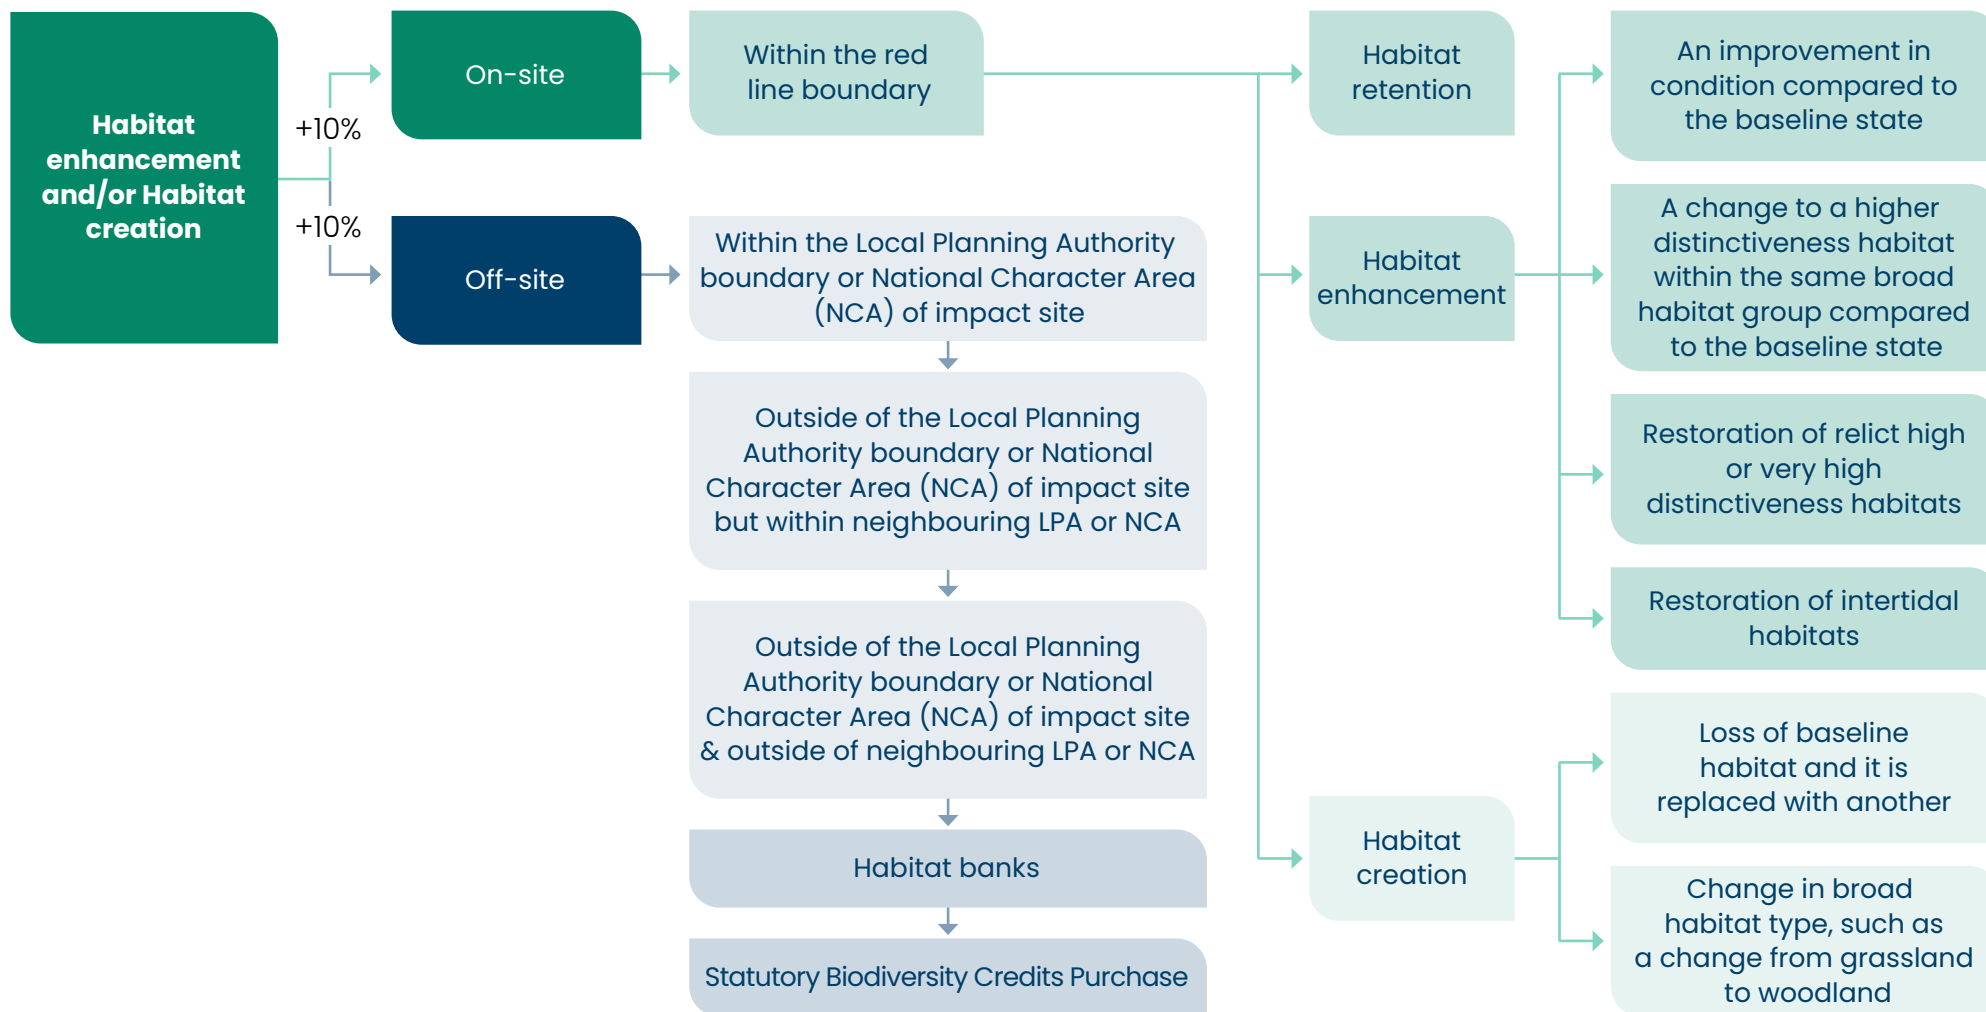 Habitat
enhancement
and/or Habitat
creation
+10%
+10%
On-site
Off-site
Within the red
line boundary
Within the Local Planning Authority
boundary or National Character Area
(NCA) of impact site
Outside of the Local Planning
Authority boundary or National
Character Area (NCA) of impact site
but within neighbouring LPA or NCA
Outside of the Local Planning
Authority boundary or National
Character Area (NCA) of impact site
& outside of neighbouring LPA or NCA
Habitat banks
Statutory Biodiversity Credits Purchase
Habitat
retention
Habitat
enhancement
Habitat
creation
An improvement in
condition compared to
the baseline state
A change to a higher
distinctiveness habitat
within the same broad
habitat group compared
to the baseline state
Restoration of relict high
or very high
distinctiveness habitats
Restoration of intertidal
habitats
Loss of baseline
habitat and it is
replaced with another
Change in broad
habitat type, such as
a change from grassland
to woodland